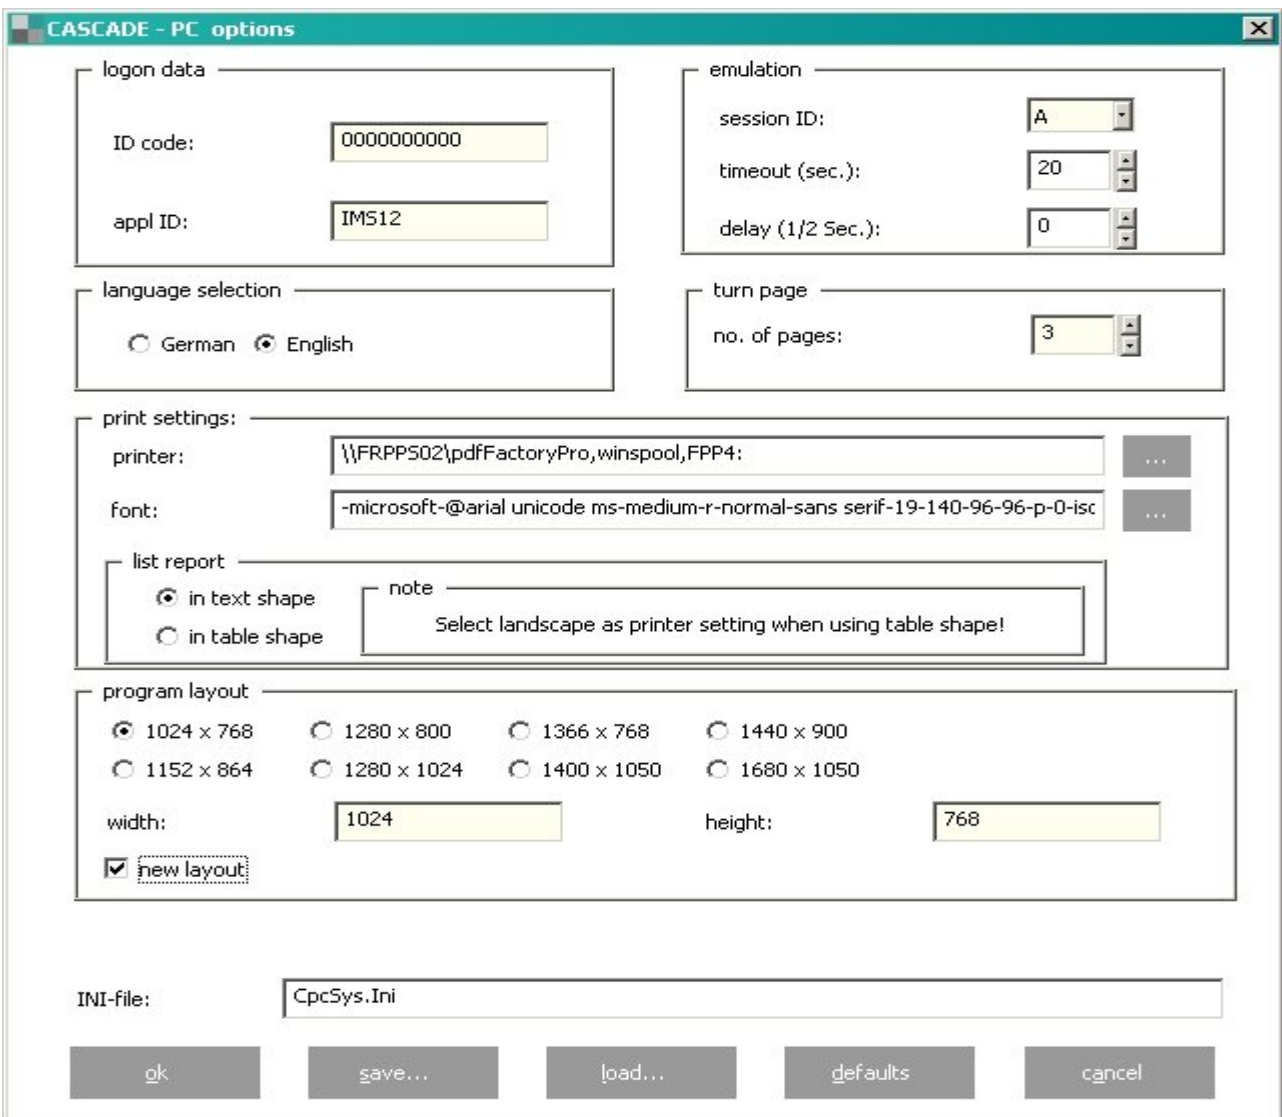 CASCADE - PC options
logon data
ID code: 0000000000
appl ID: IMS12
emulation
session ID: A
timeout (sec.): 20
delay (1/2 Sec.): 0
language selection
German English
turn page
no. of pages: 3
print settings:
printer: \\FRPPS02\pdfFactoryPro,winspool,FPP4: ...
font: -microsoft-@arial unicode ms-medium-r-normal-sans serif-19-140-96-96-p-0-isc ...
list report
in text shape
in table shape
note
Select landscape as printer setting when using table shape!
program layout
1024 x 768 1280 x 800 1366 x 768 1440 x 900
1152 x 864 1280 x 1024 1400 x 1050 1680 x 1050
width: 1024 height: 768
new layout
INI-file: CpcSys.Ini
ok save... load... defaults cancel